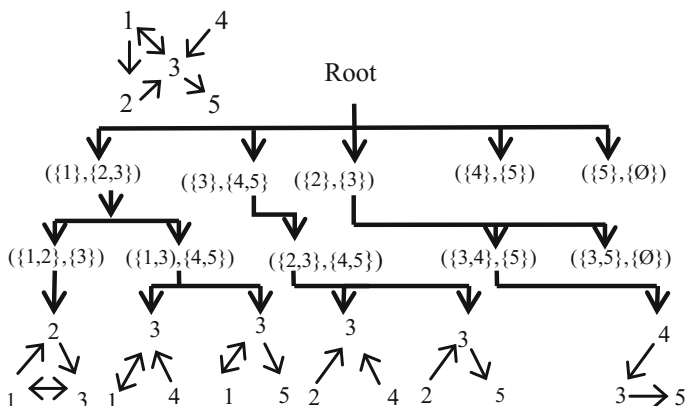 1 4
3
2 5
Root
({1},{2,3}) ({3},{4,5} ({2},{3}) ({4},{5}) ({5},{Ø})
({1,2},{3}) ({1,3),{4,5}) ({2,3},{4,5}) ({3,4},{5}) ({3,5},{Ø})
2 3 3 3 3 4
1 3 1 4 1 5 2 4 2 5 3 5